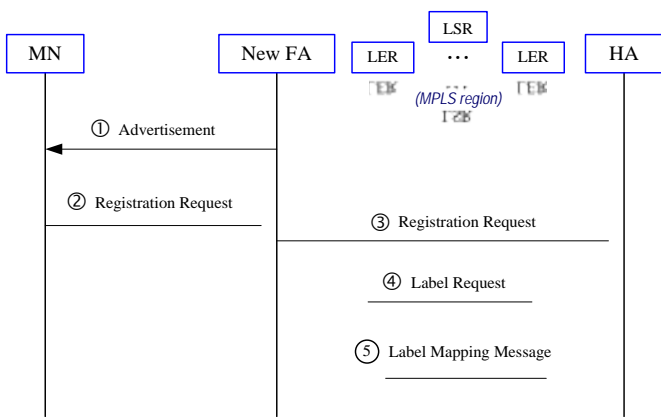 MN
New FA
LER
LSR
...
LER
HA
(MPLS region)
① Advertisement
② Registration Request
③ Registration Request
④ Label Request
⑤ Label Mapping Message